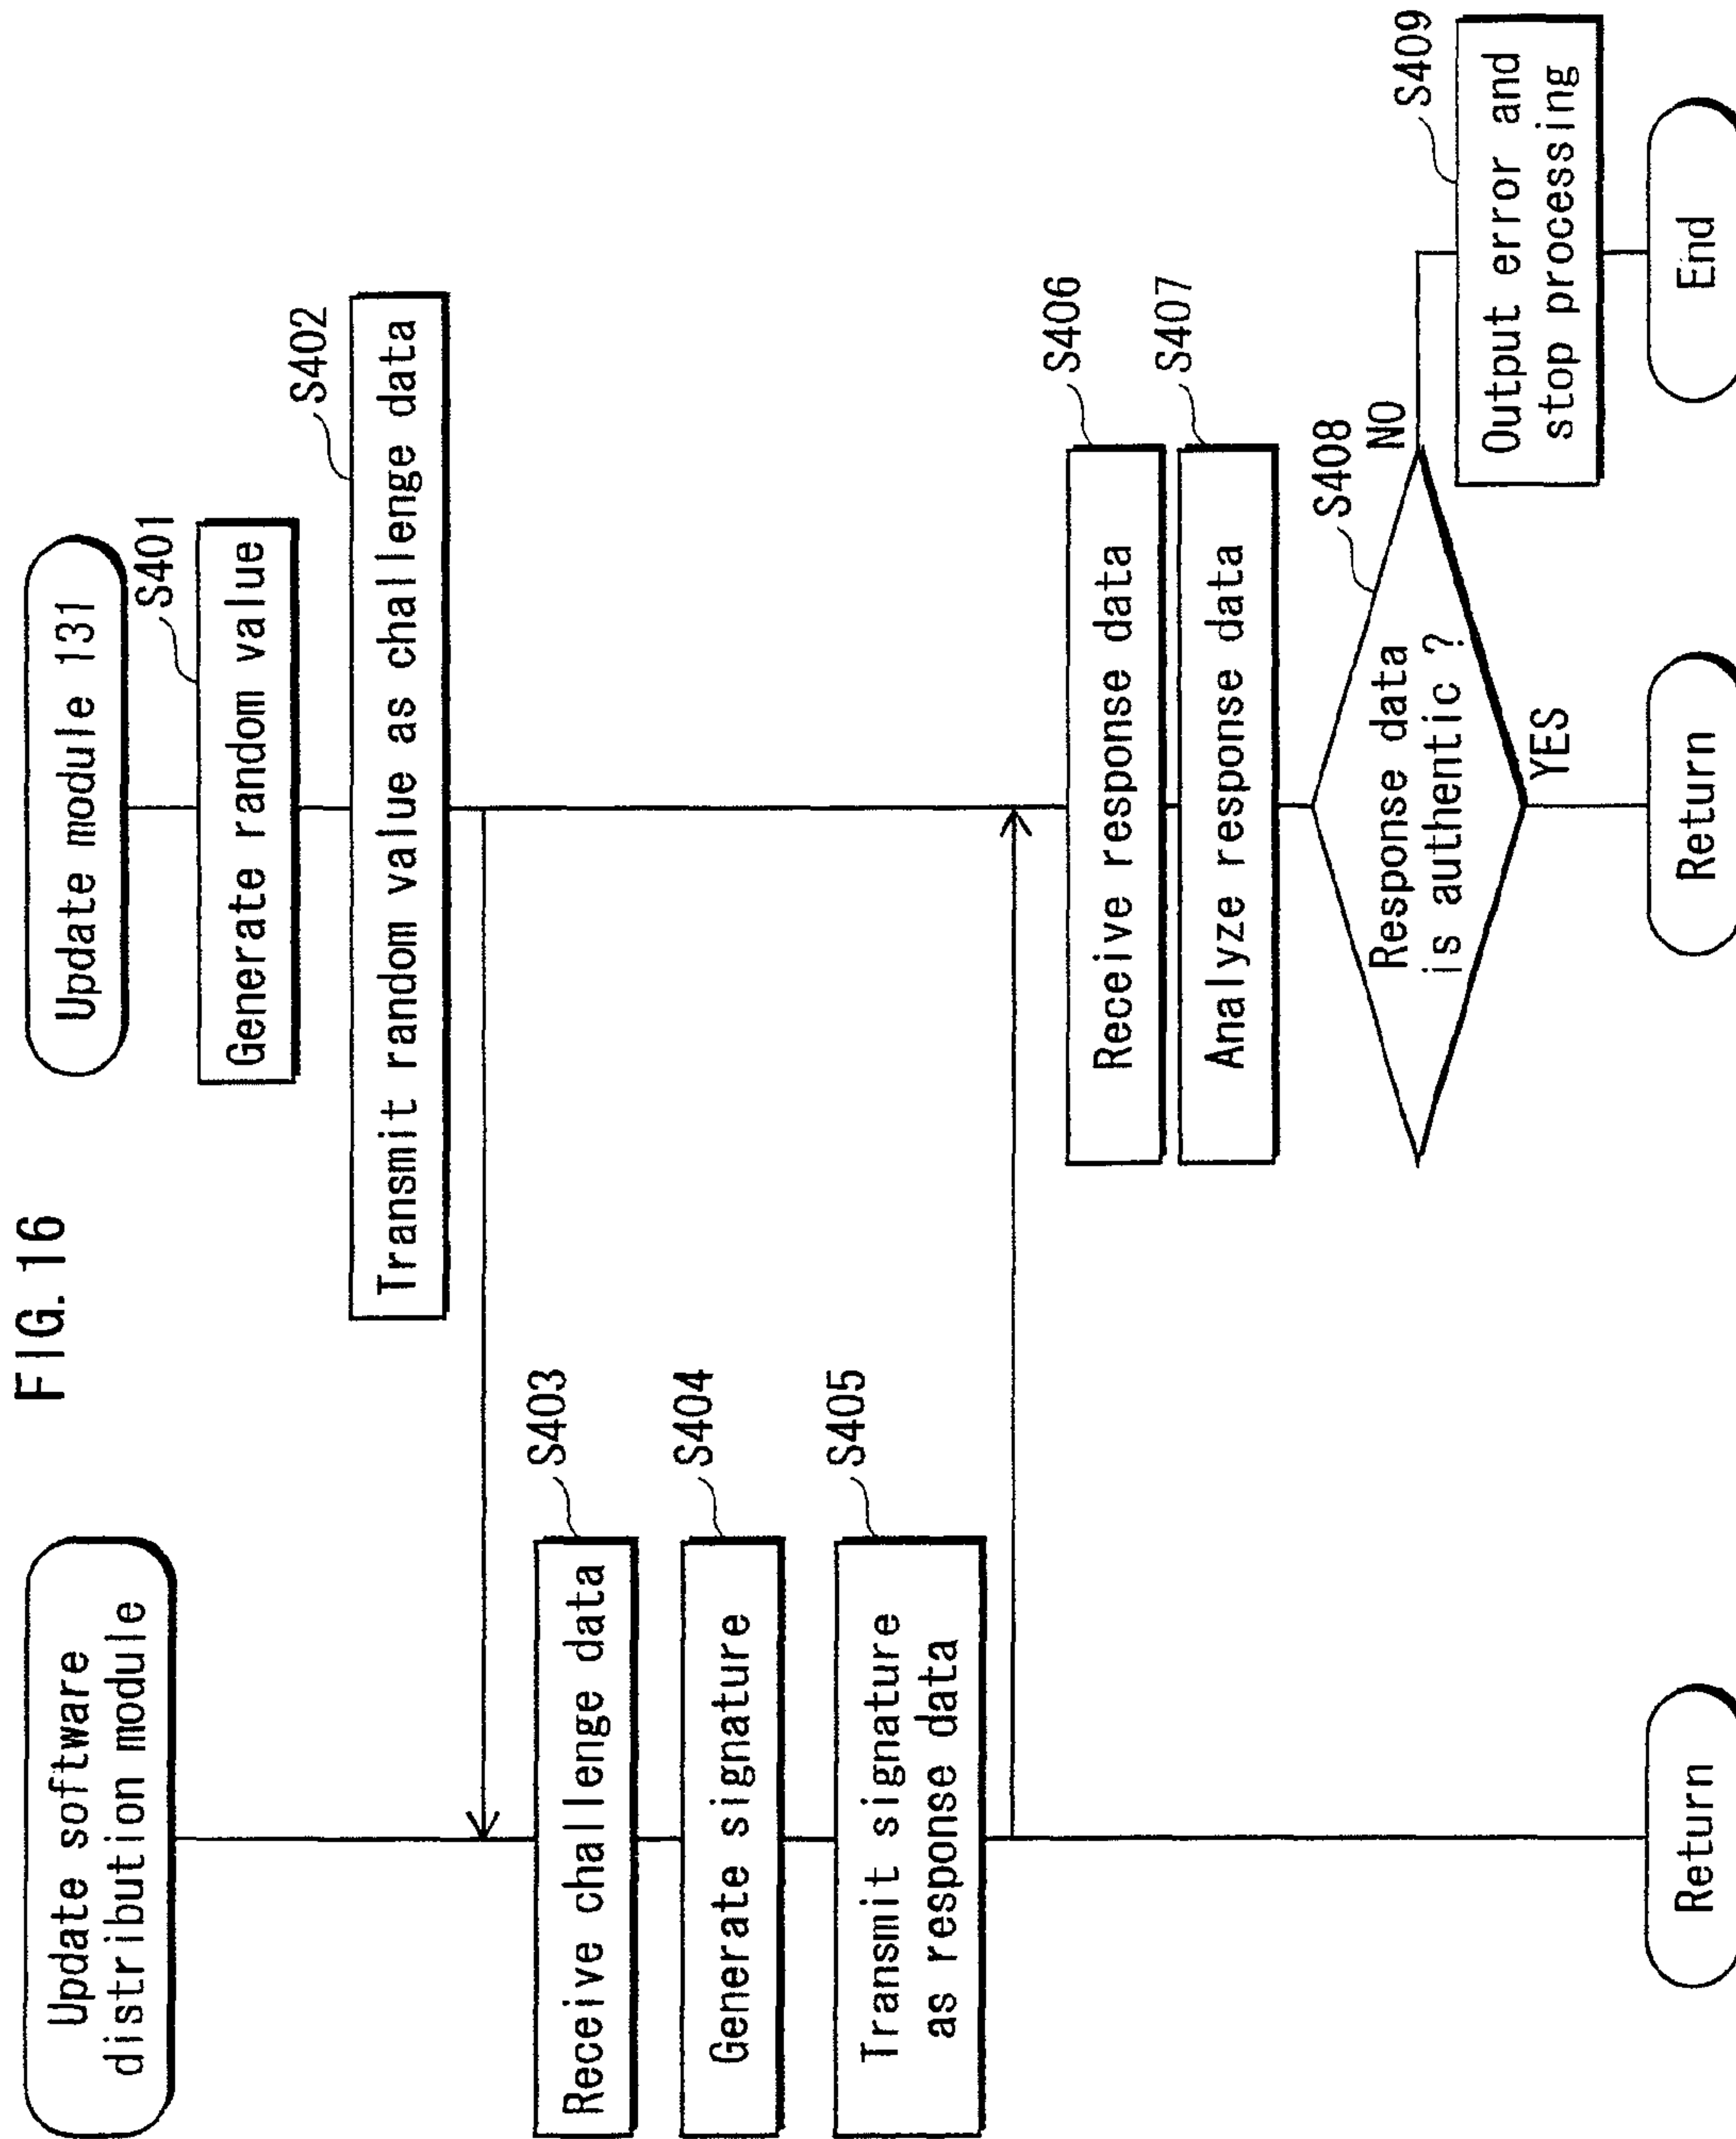 FIG. 16
Update software
distribution module
Update module 131
S401
Generate random value
S402
Transmit random value as challenge data
S403
Receive challenge data
S404
Generate signature
S405
Transmit signature
as response data
S406
Receive response data
S407
Analyze response data
S408
Response data
is authentic ?
NO
YES
S409
Output error and
stop processing
Return
Return
End